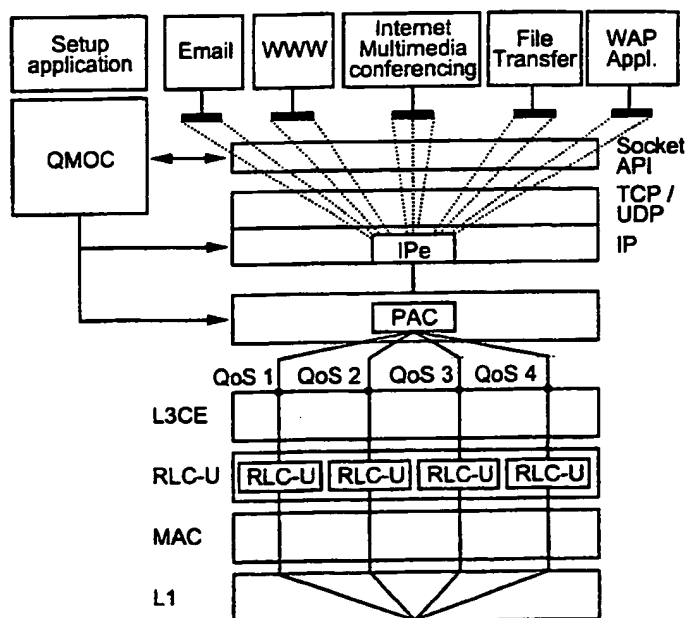 Setup
application
Email
WWW
Internet
Multimedia
conferencing
File
Transfer
WAP
Appl.
QMOC
Socket
API
TCP /
UDP
IPe
IP
PAC
QoS 1
QoS 2
QoS 3
QoS 4
L3CE
RLC-U
RLC-U
RLC-U
RLC-U
RLC-U
MAC
L1